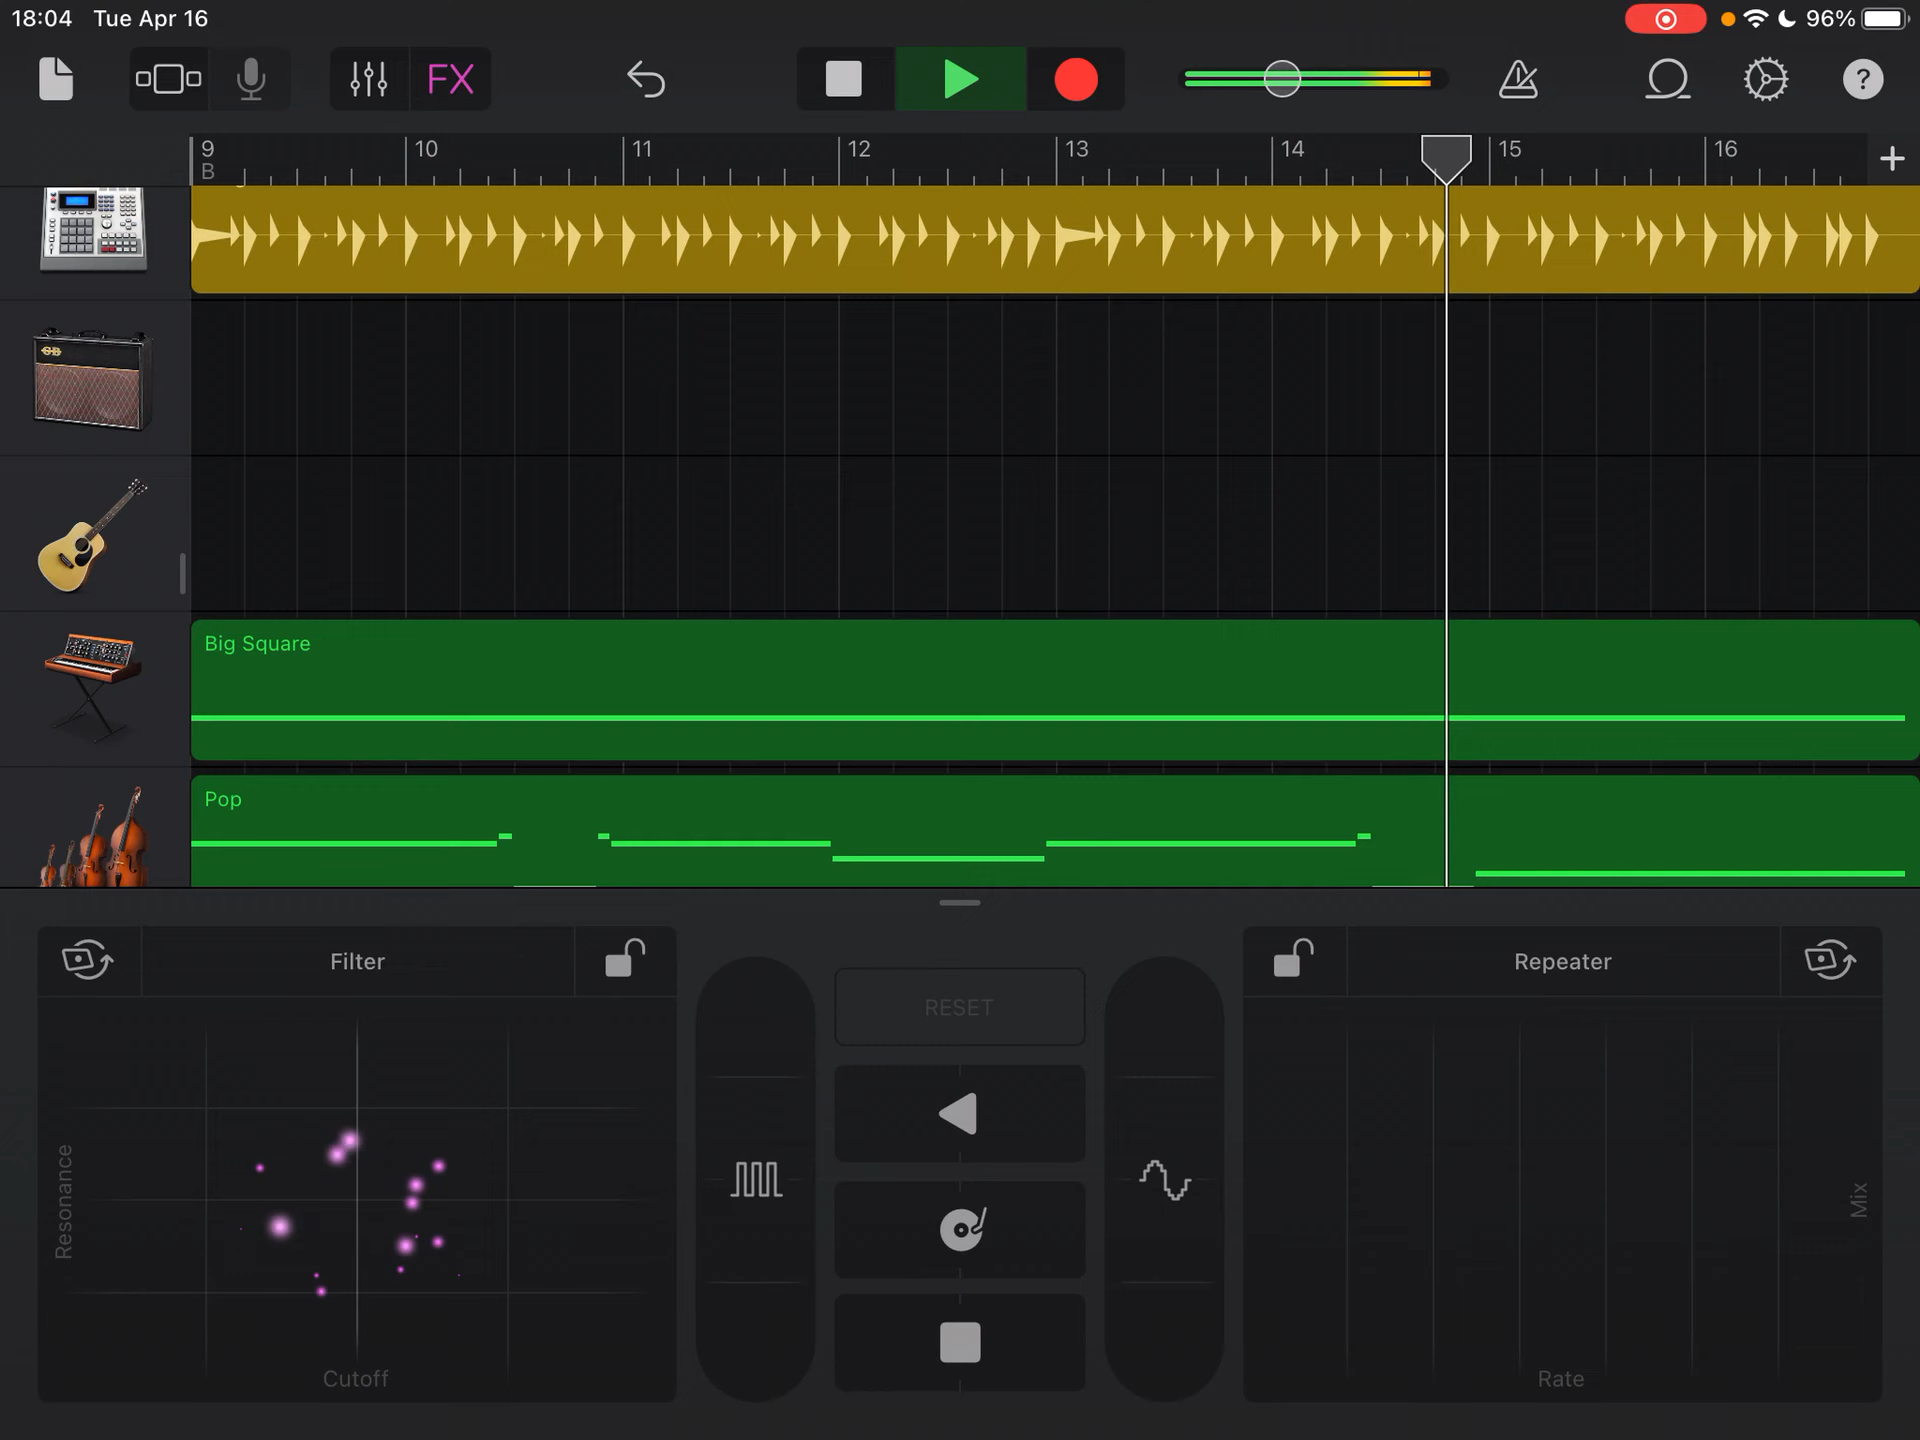 18:04 Tue Apr 16
96%
FX
?
9 10 11 12 13 14 15 16
B
GB
Big Square
Pop
Filter
RESET
Repeater
Resonance
Mix
Cutoff
Rate